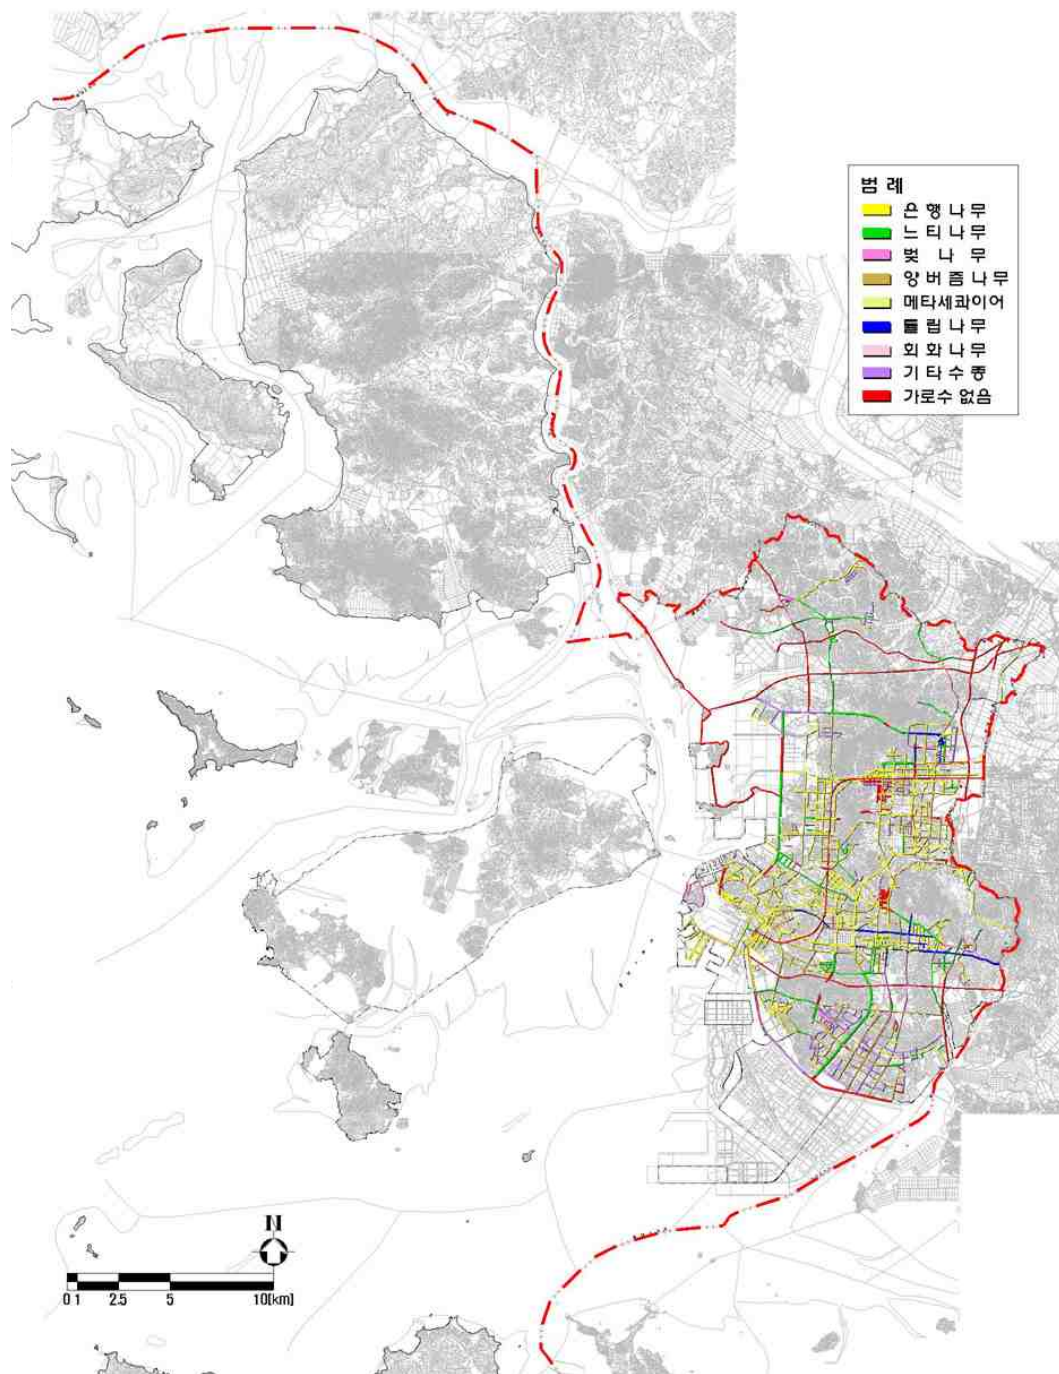 범 례
은 행 나 무
느 티 나 무
벚 나 무
양 버 즘 나 무
메타세콰이어
튤 립 나 무
회 화 나 무
기 타 수 종
가로수 없음
N
0 1 2.5 5 10[km]